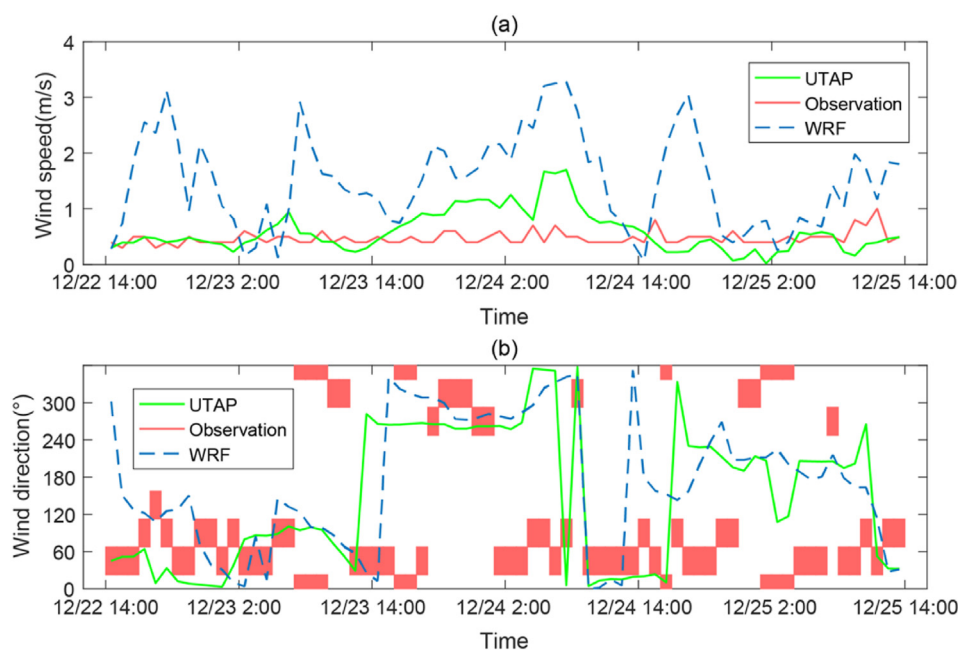 (a)
4
3
2
1
0
Wind speed(m/s)
UTAP
Observation
WRF
12/22 14:00 12/23 2:00 12/23 14:00 12/24 2:00 12/24 14:00 12/25 2:00 12/25 14:00
Time
(b)
300
240
180
120
60
0
Wind direction(°)
UTAP
Observation
WRF
12/22 14:00 12/23 2:00 12/23 14:00 12/24 2:00 12/24 14:00 12/25 2:00 12/25 14:00
Time